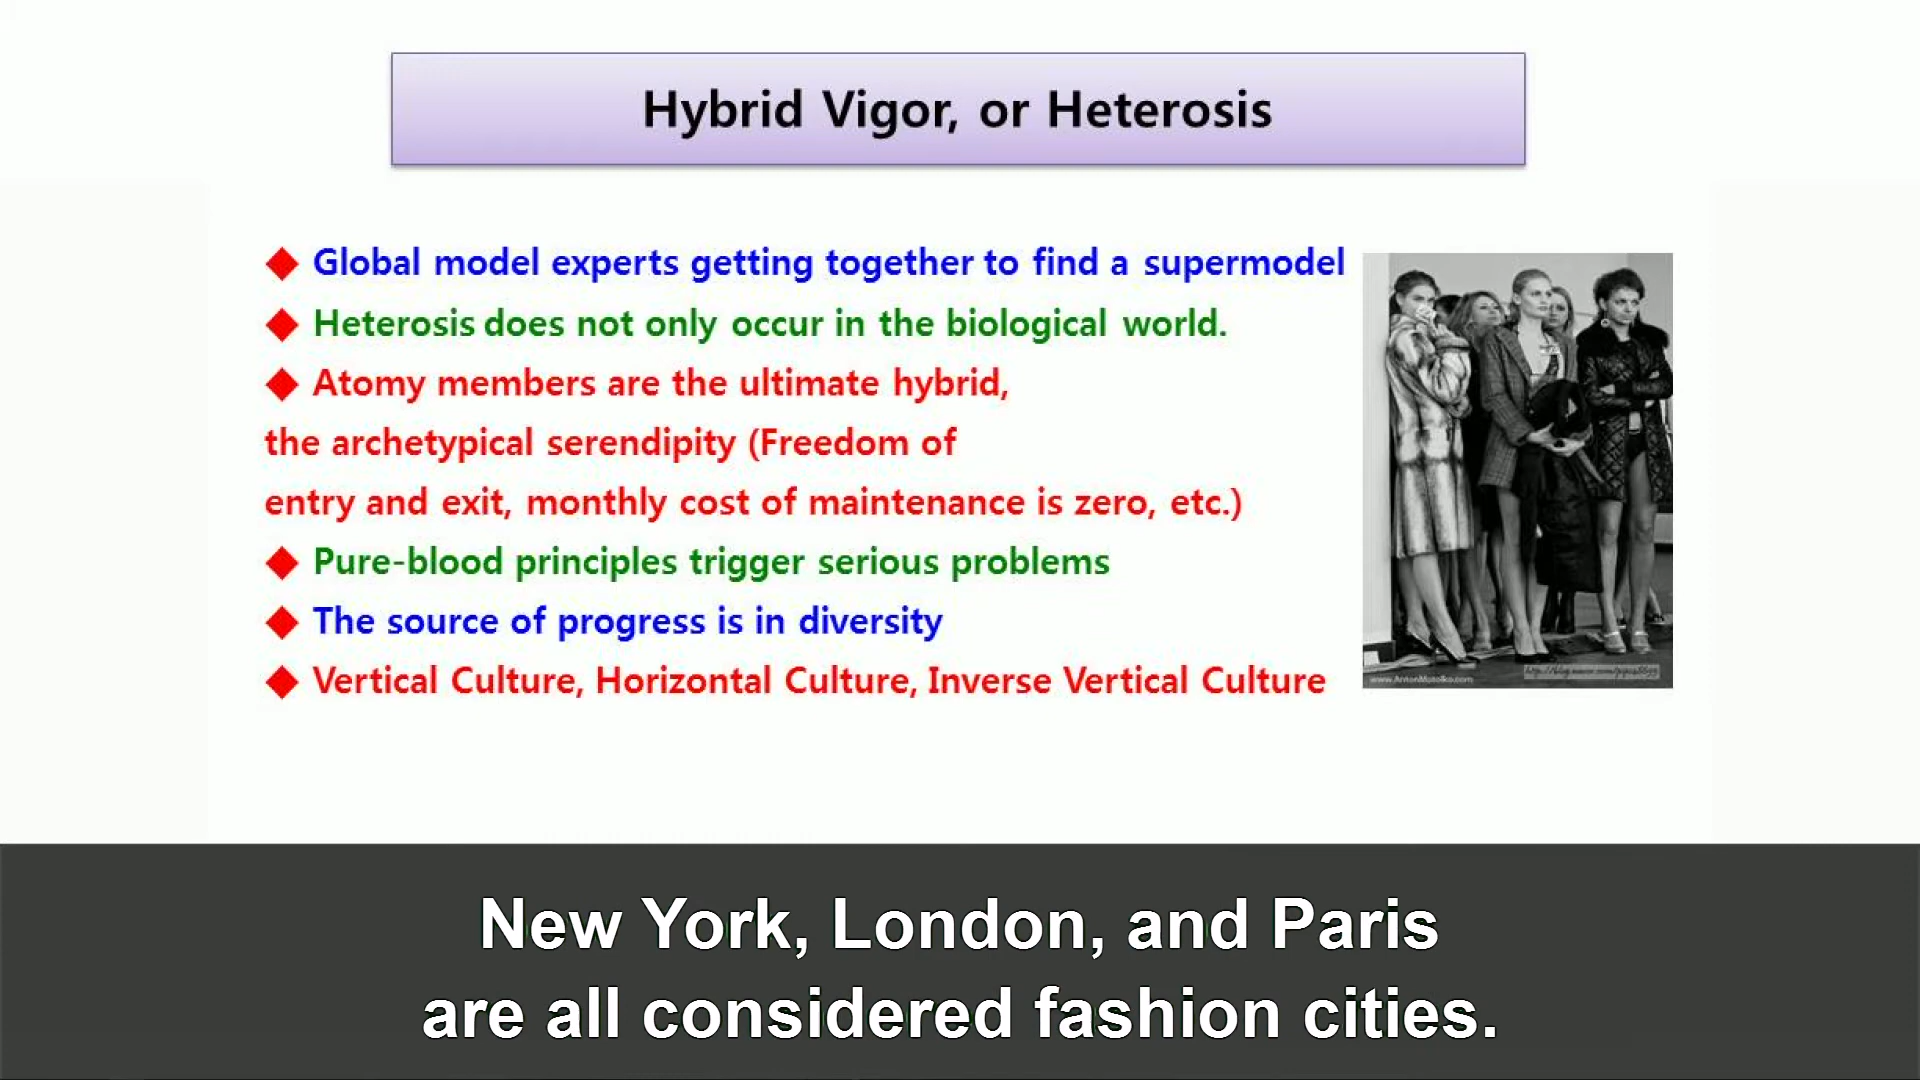 Hybrid Vigor, or Heterosis
◆ Global model experts getting together to find a supermodel
◆ Heterosis does not only occur in the biological world.
◆ Atomy members are the ultimate hybrid,
the archetypical serendipity (Freedom of
entry and exit, monthly cost of maintenance is zero, etc.)
◆ Pure-blood principles trigger serious problems
◆ The source of progress is in diversity
◆ Vertical Culture, Horizontal Culture, Inverse Vertical Culture
www.AntonMotolko.com
New York, London, and Paris
are all considered fashion cities.